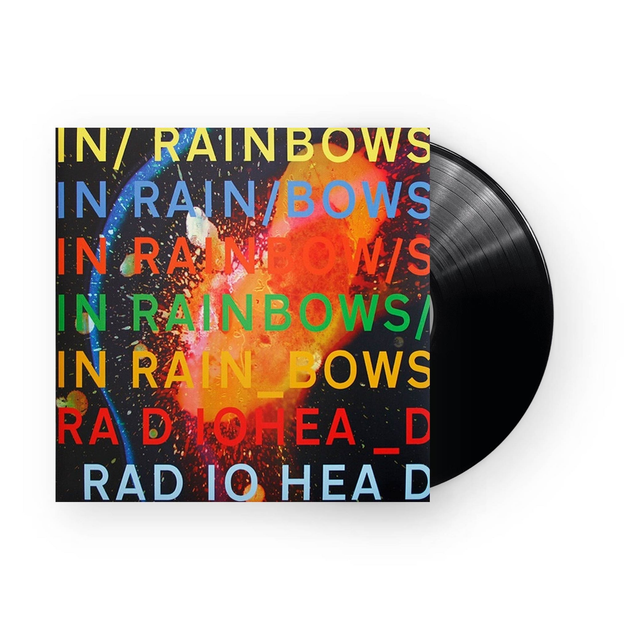 IN/ RAINBOWS
IN RAIN/BOWS
IN RAINBOW/S
IN RAINBOWS/
IN RAIN_BOWS
RA D IOHEA _D
RAD IO HEA D